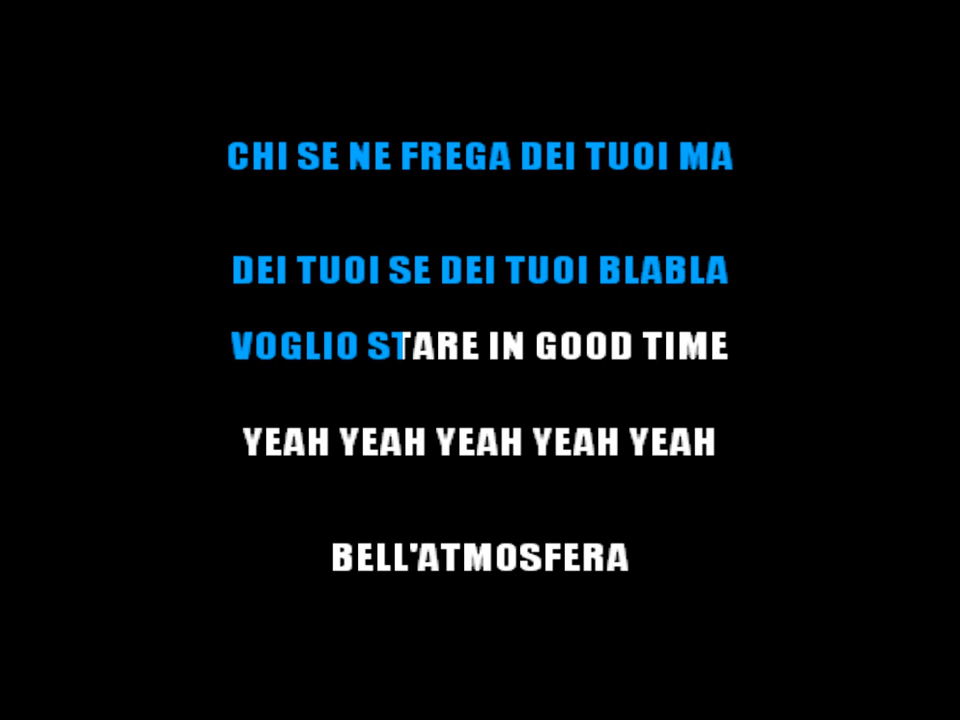 CHI SE NE FREGA DEI TUOI MA
DEI TUOI SE DEI TUOI BLABLA
VOGLIO STARE IN GOOD TIME
YEAH YEAH YEAH YEAH YEAH
BELL'ATMOSFERA